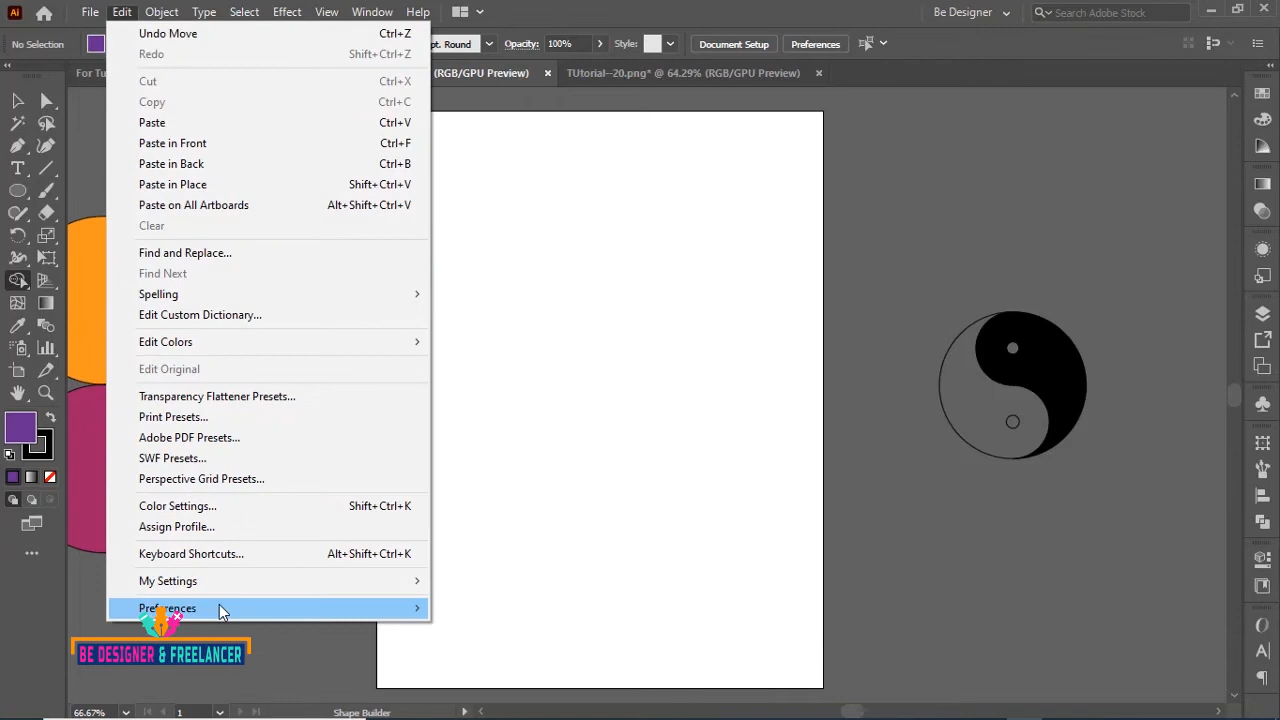 Ai File Edit Object Type Select Effect View Window Help Be Designer Search Adobe Stock
No Selection pt. Round Opacity: 100% Style: Document Setup Preferences
For Tu (RGB/GPU Preview) × TUtorial--20.png* @ 64.29% (RGB/GPU Preview) ×
Undo Move Ctrl+Z
Redo Shift+Ctrl+Z
Cut Ctrl+X
Copy Ctrl+C
Paste Ctrl+V
Paste in Front Ctrl+F
Paste in Back Ctrl+B
Paste in Place Shift+Ctrl+V
Paste on All Artboards Alt+Shift+Ctrl+V
Clear
Find and Replace...
Find Next
Spelling
Edit Custom Dictionary...
Edit Colors
Edit Original
Transparency Flattener Presets...
Print Presets...
Adobe PDF Presets...
SWF Presets...
Perspective Grid Presets...
Color Settings... Shift+Ctrl+K
Assign Profile...
Keyboard Shortcuts... Alt+Shift+Ctrl+K
My Settings
Preferences
BE DESIGNER & FREELANCER
66.67% 1 Shape Builder